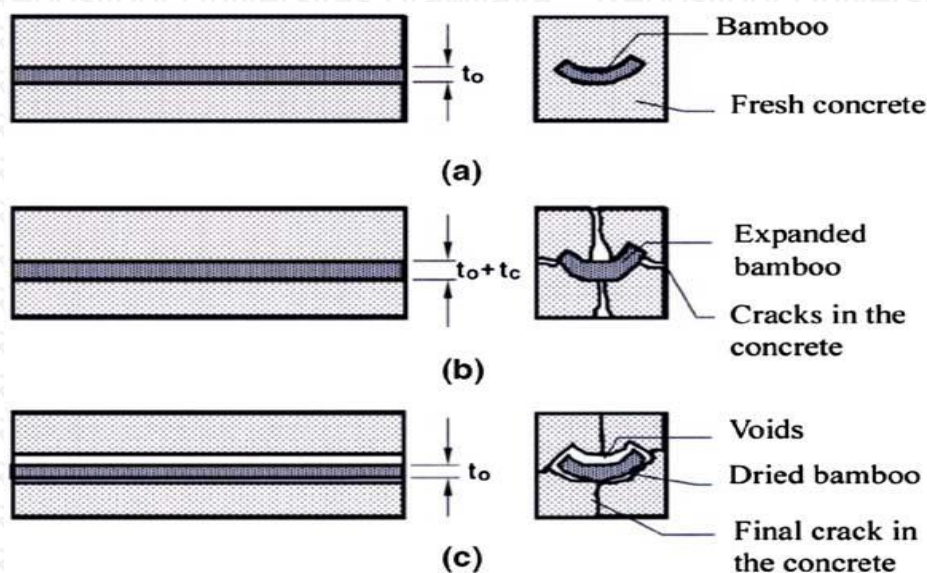 Bamboo
to
Fresh concrete
(a)
Expanded
bamboo
to + tc
Cracks in the
concrete
(b)
Voids
to
Dried bamboo
Final crack in
the concrete
(c)